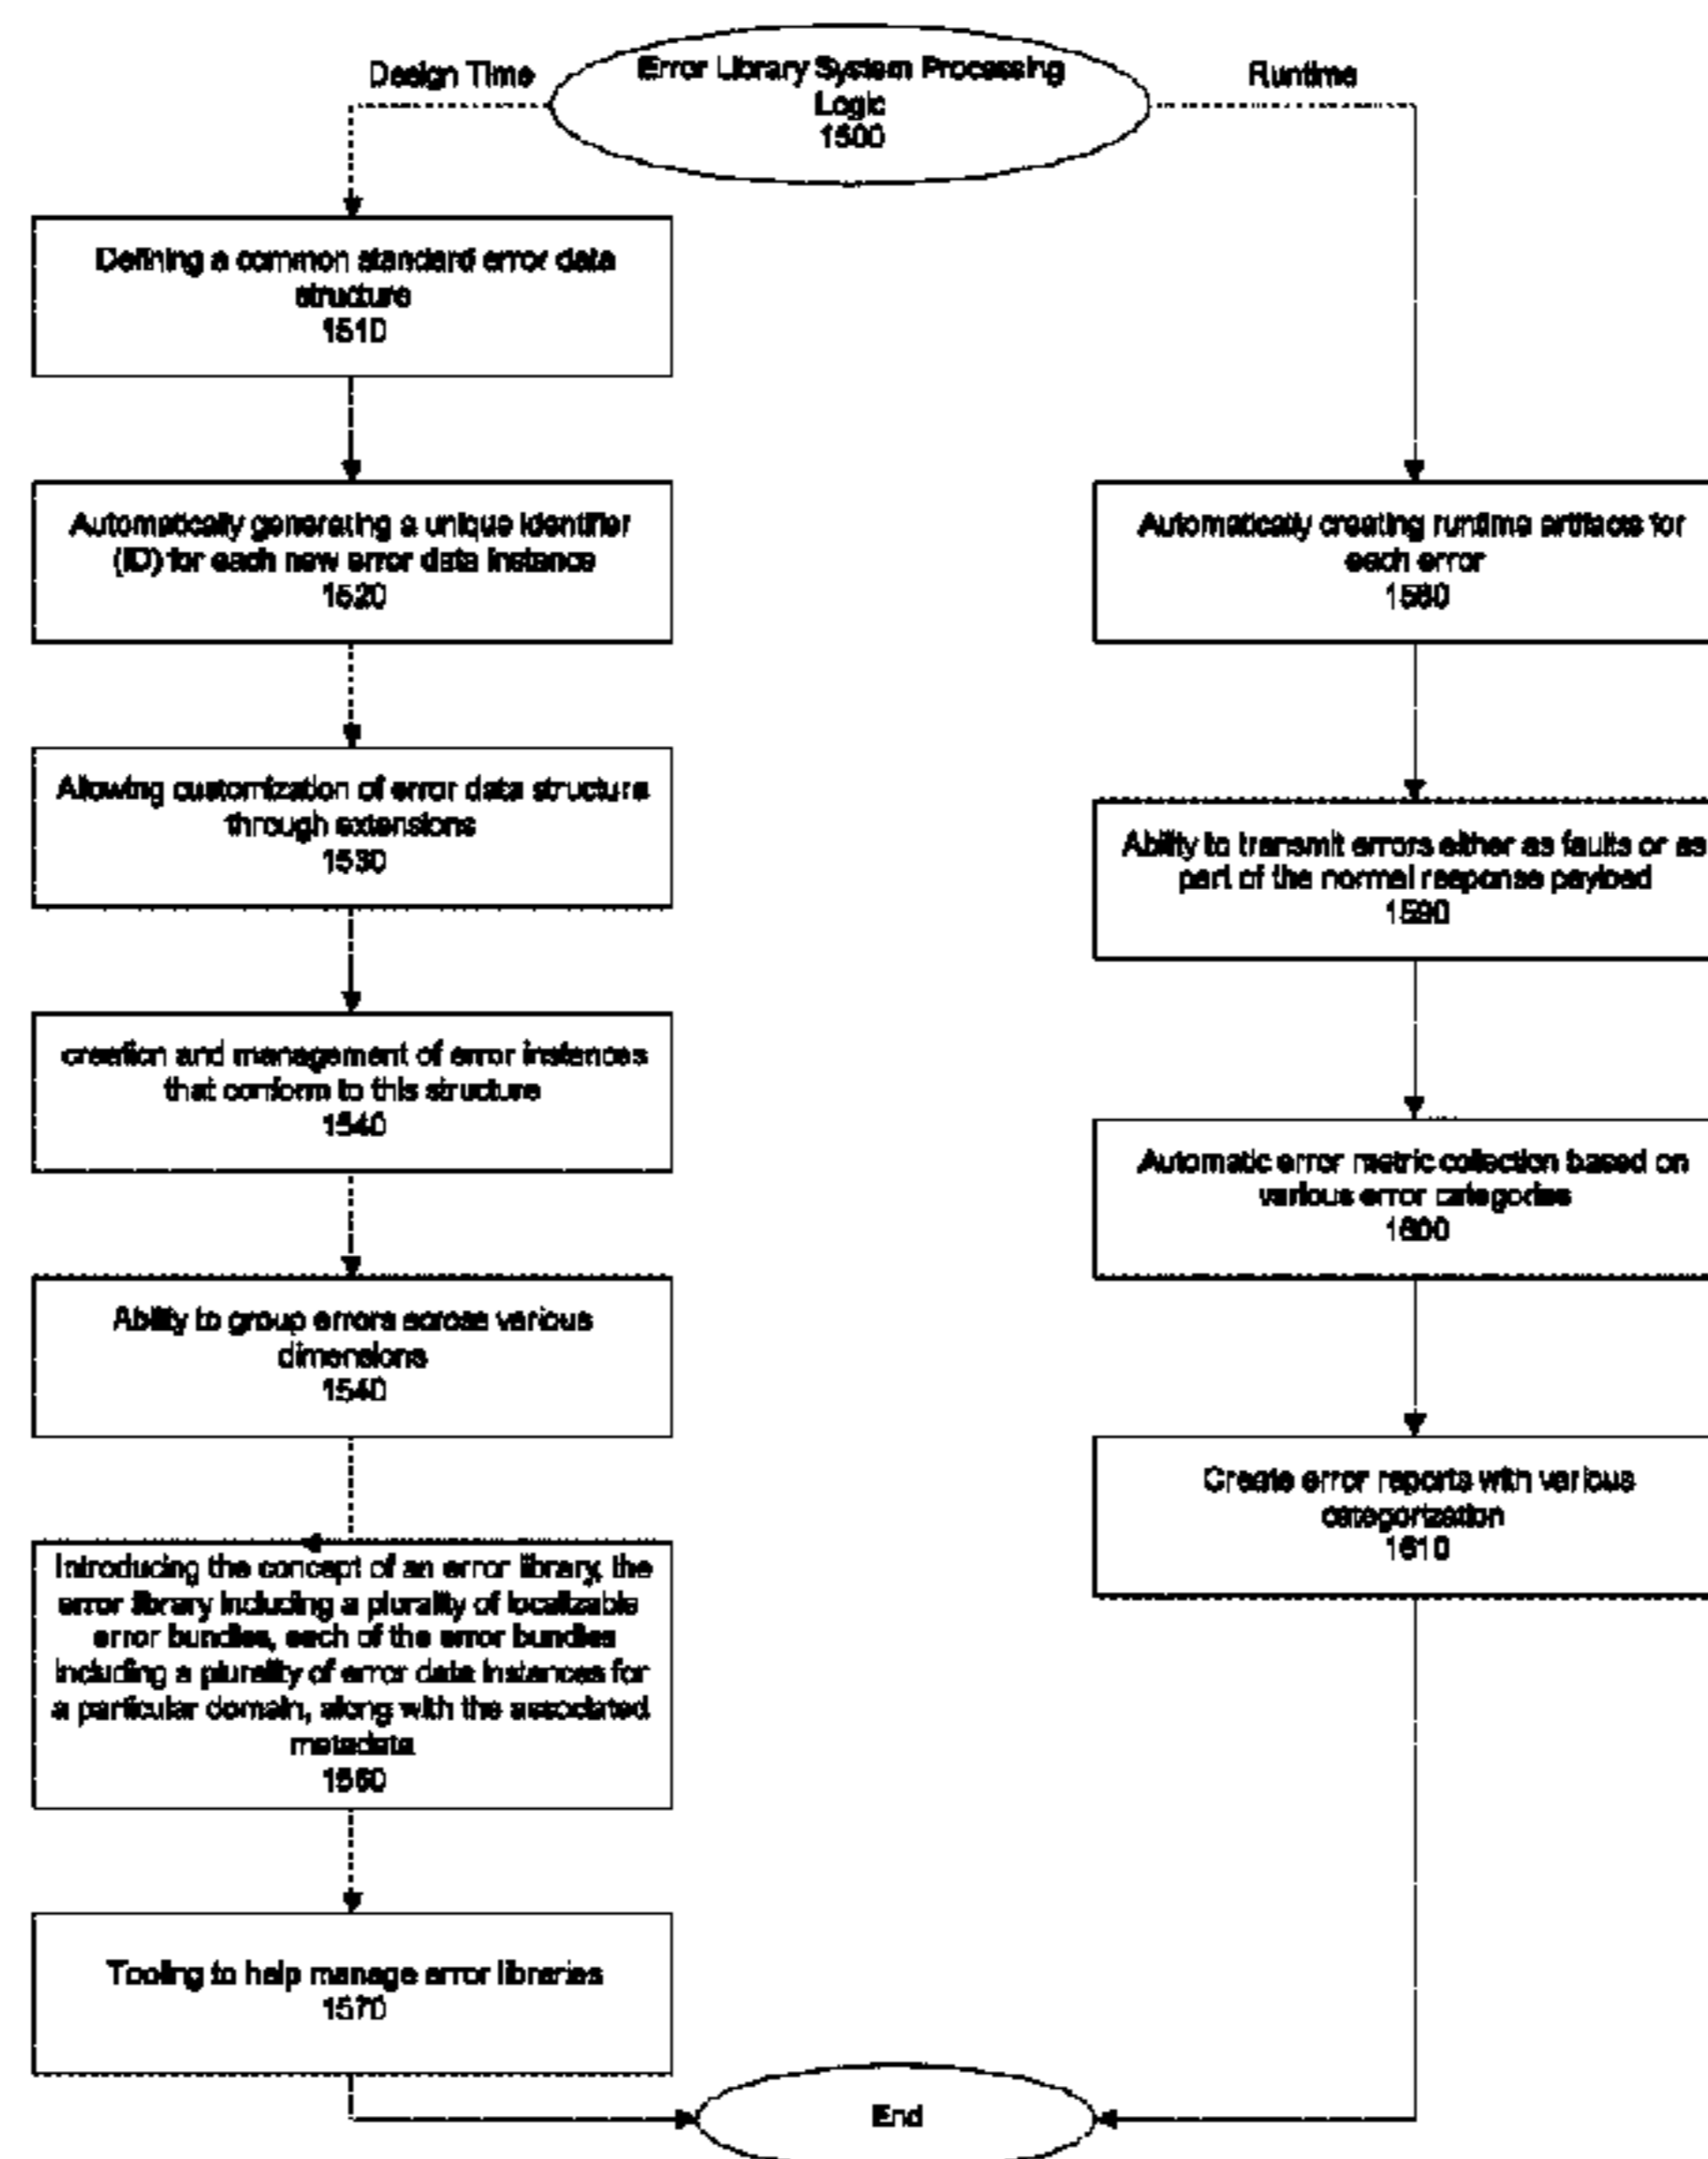 Design Time
Error Library System Processing
Logic
1500
Runtime
Defining a common standard error data
structure
1510
Automatically generating a unique identifier
(ID) for each new error data instance
1520
Allowing customization of error data structure
through extensions
1530
creation and management of error instances
that conform to this structure
1540
Ability to group errors across various
dimensions
1540
Introducing the concept of an error library, the
error library including a plurality of localizable
error bundles, each of the error bundles
including a plurality of error data instances for
a particular domain, along with the associated
metadata
Tooling to help manage error libraries
1570
Automatically creating runtime artifacts for
each error
Ability to transmit errors either as faults or as
part of the normal response payload
1590
Automatic error metric collection based on
various error categories
1600
Create error reports with various
categorization
1610
End